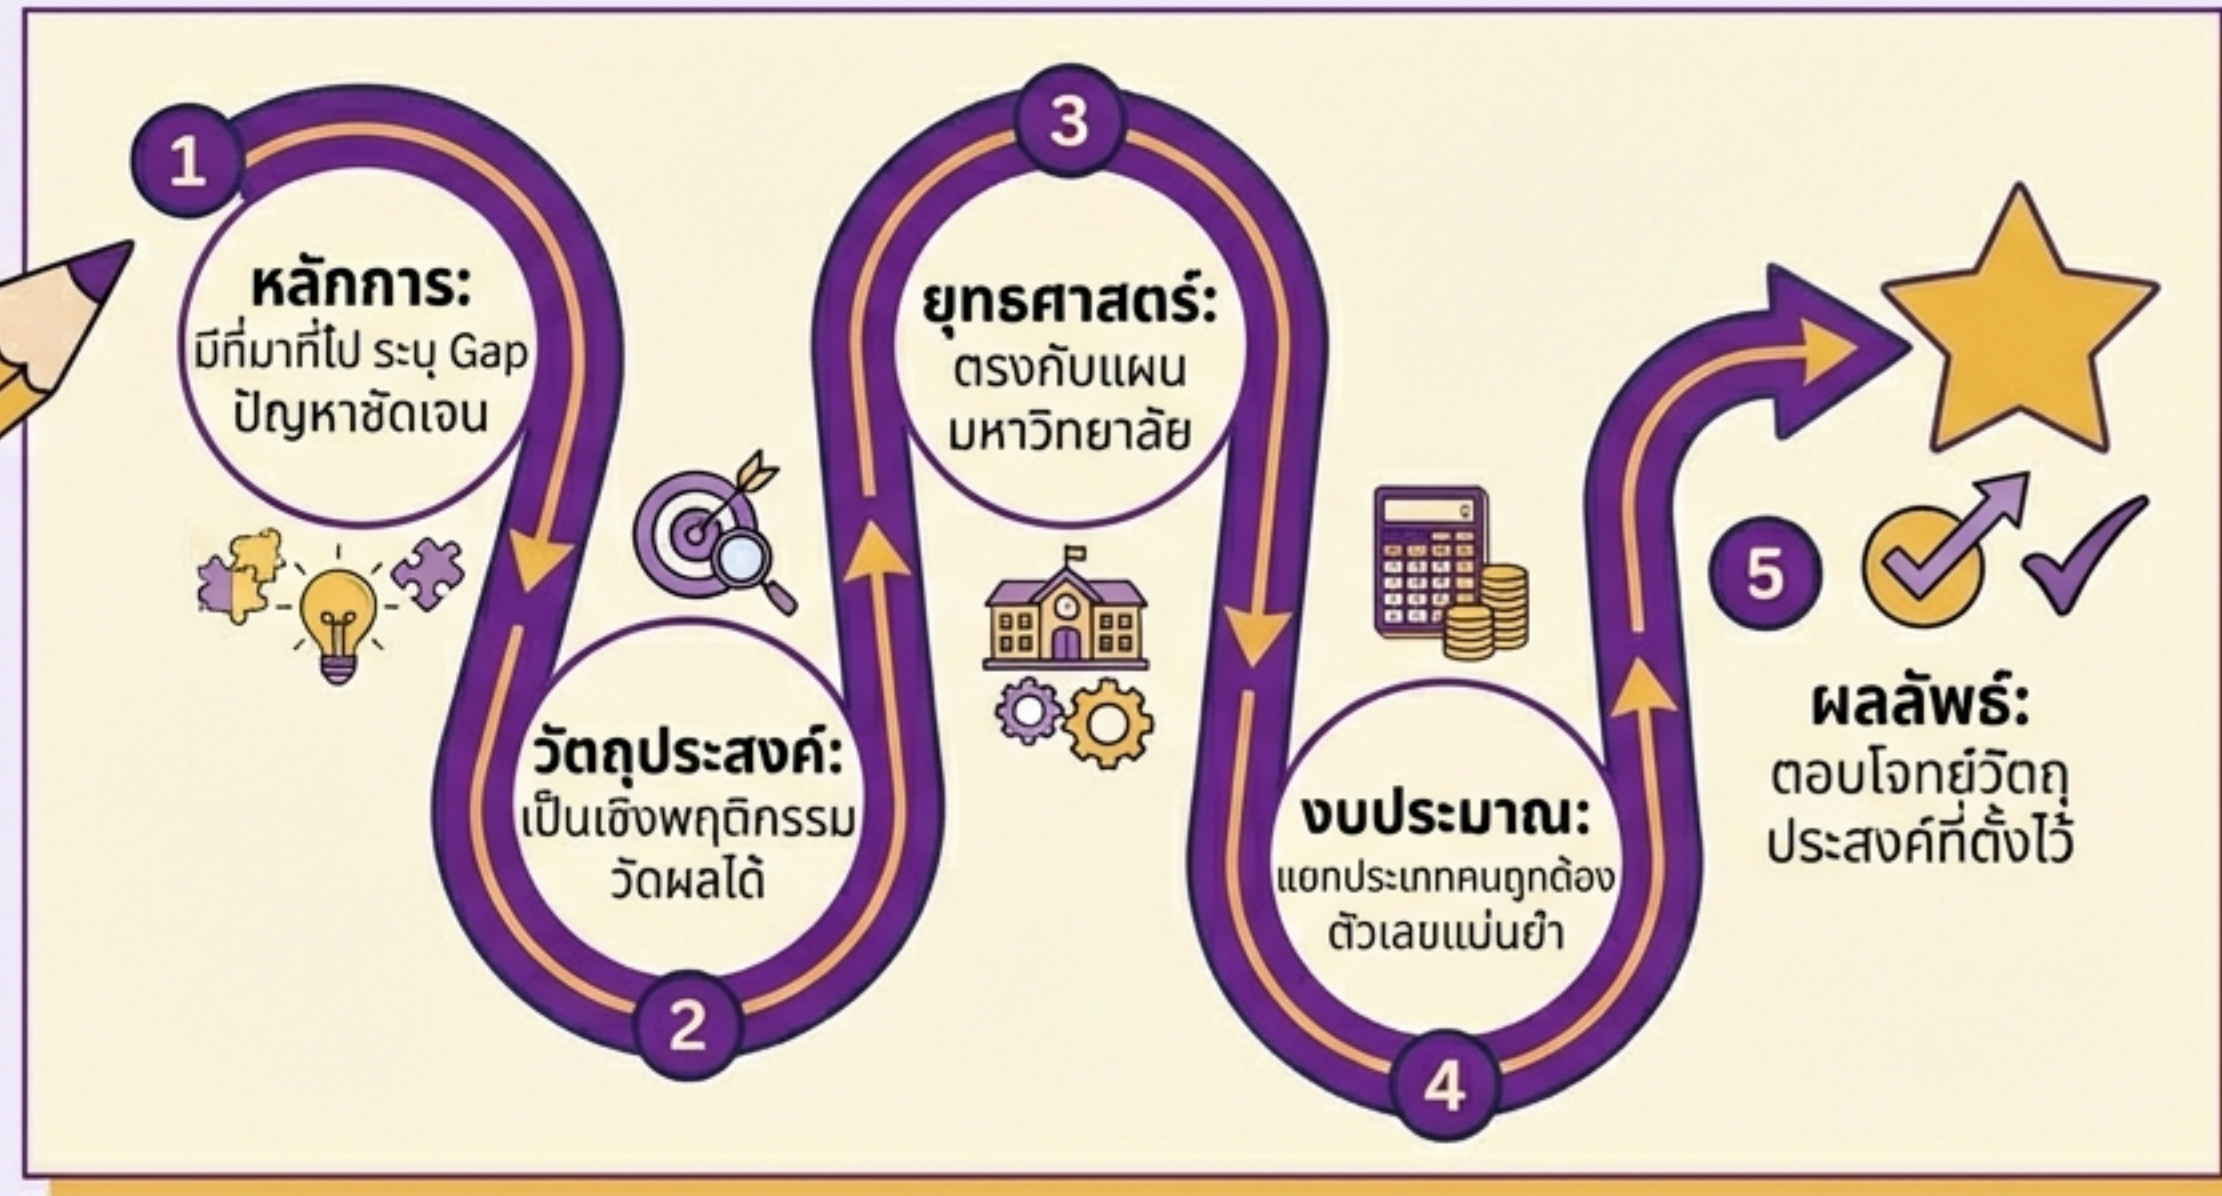 1
หลักการ:
มีที่มาที่ไป ระบุ Gap
ปัญหาชัดเจน
2
วัตถุประสงค์:
เป็นเชิงพฤติกรรม
วัดผลได้
3
ยุทธศาสตร์:
ตรงกับแผน
มหาวิทยาลัย
4
งบประมาณ:
แยกประเภทคนถูกต้อง
ตัวเลขแม่นยำ
5
ผลลัพธ์:
ตอบโจทย์วัตถุ
ประสงค์ที่ตั้งไว้